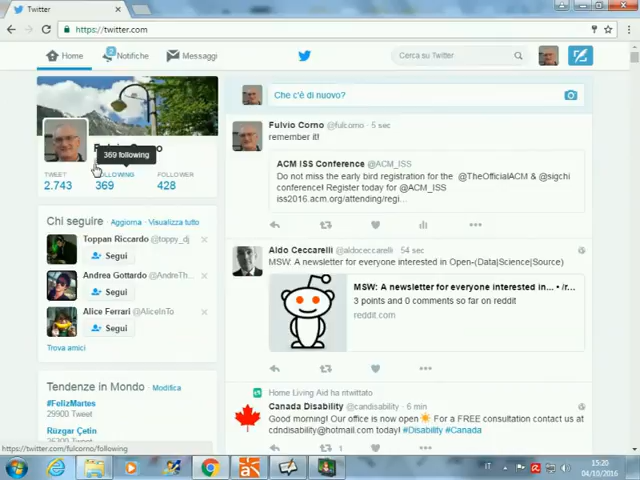 Twitter
https://twitter.com
Home
2
Notifiche
Messaggi
Cerca su Twitter
Corno
369 following
TWEET
FOLLOWING
FOLLOWER
2.743
369
428
Chi seguire
Aggiorna
Visualizza tutto
Toppan Riccardo @toppy_dj
Segui
Andrea Gottardo @AndreTh...
Segui
Alice Ferrari @AliceInTo
Segui
Trova amici
Tendenze in Mondo
Modifica
#FelizMartes
29900 Tweet
Rüzgar Çetin
Che c'è di nuovo?
Fulvio Corno @fulcorno · 5 sec
remember it!
ACM ISS Conference @ACM_ISS
Do not miss the early bird registration for the @TheOfficialACM & @sigchi
conference! Register today for @ACM_ISS
iss2016.acm.org/attending/regi...
Aldo Ceccarelli @aldoceccarelli · 54 sec
MSW: A newsletter for everyone interested in Open-(Data|Science|Source)
MSW: A newsletter for everyone interested in... • /r...
3 points and 0 comments so far on reddit
reddit.com
Home Living Aid ha ritwittato
Canada Disability @candisability · 6 min
Good morning! Our office is now open For a FREE consultation contact us at
cdndisability@hotmail.com today! #Disability #Canada
1
https://twitter.com/fulcorno/following
IT
15:20
04/10/2016